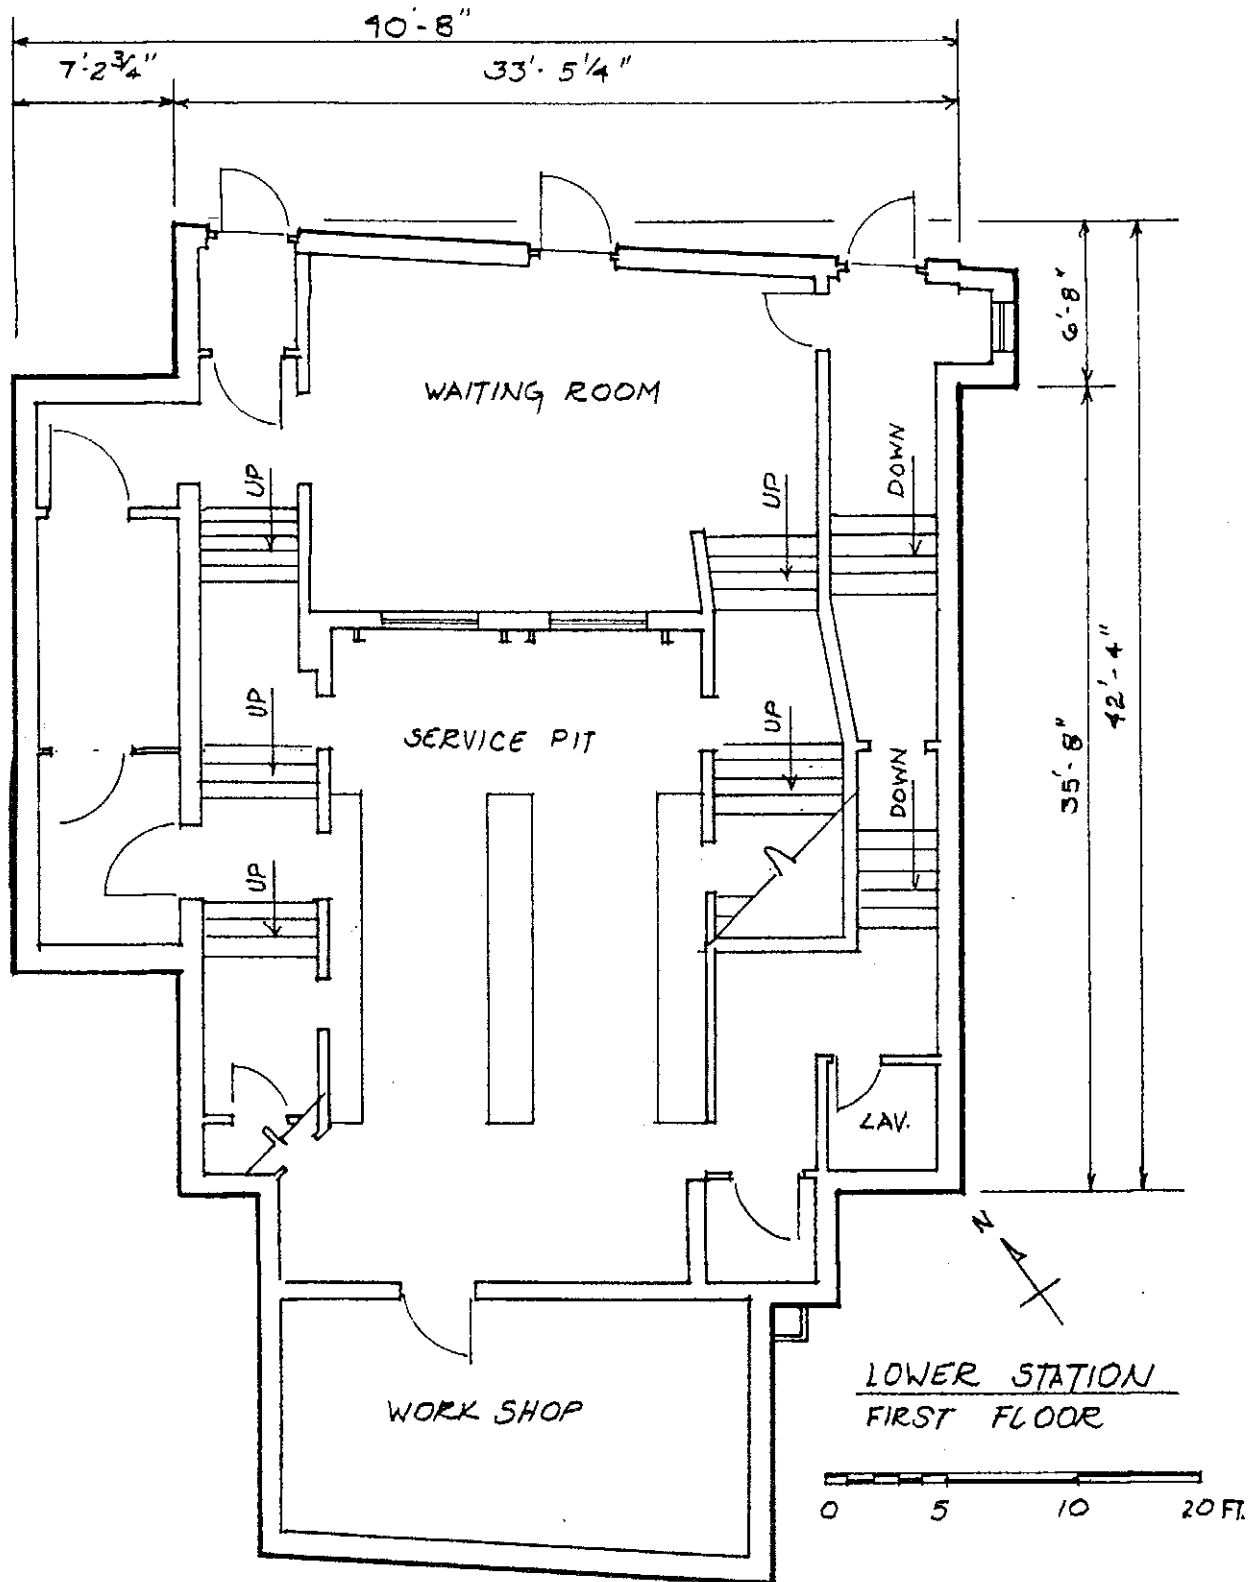 40'-8"
7'-2 3/4"
33'-5 1/4"
6'-8"
WAITING ROOM
UP
UP
DOWN
42'-4"
35'-8"
UP
UP
SERVICE PIT
DOWN
UP
LAV.
N
LOWER STATION
FIRST FLOOR
WORK SHOP
0 5 10 20 FT.